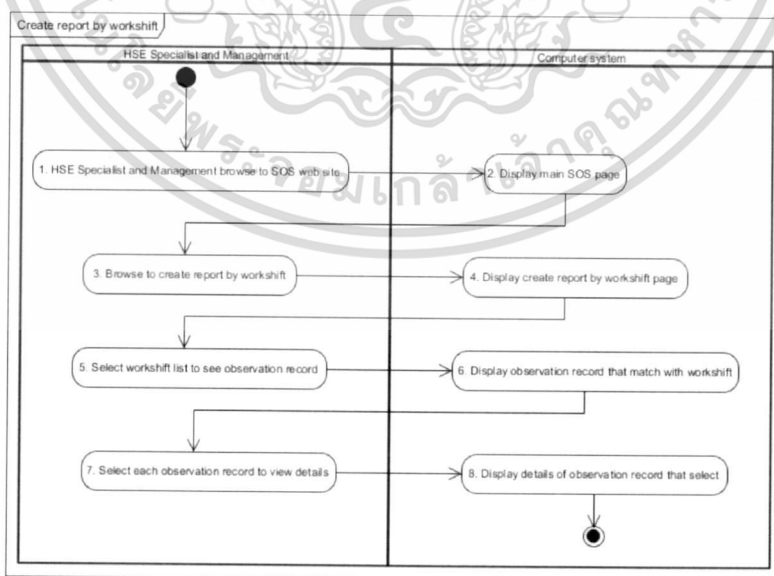 Create report by workshift
HSE Specialist and Management
Computer system
1. HSE Specialist and Management browse to SOS web site
2. Display main SOS page
3. Browse to create report by workshift
4. Display create report by workshift page
5. Select workshift list to see observation record
6. Display observation record that match with workshift
7. Select each observation record to view details
8. Display details of observation record that select